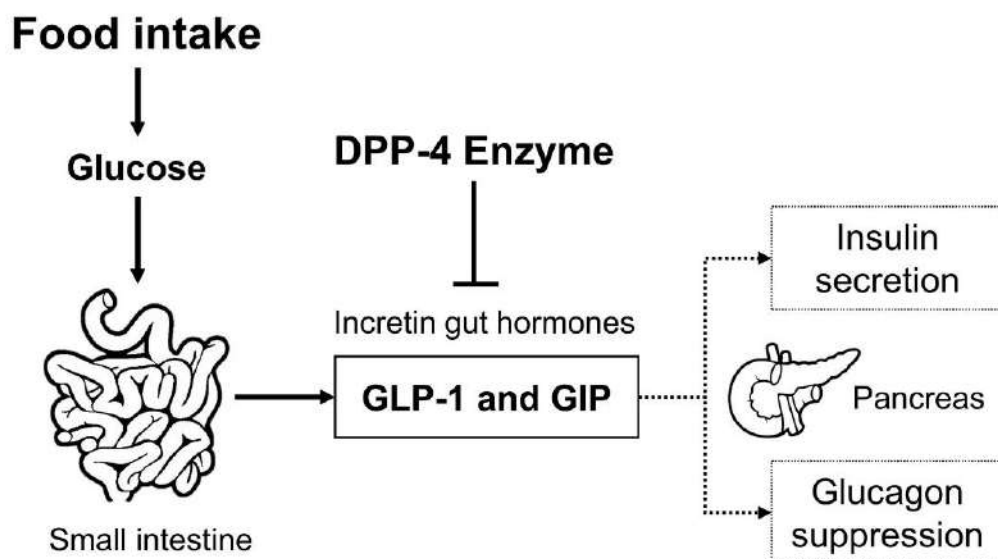 Food intake
Glucose
Small intestine
DPP-4 Enzyme
Incretin gut hormones
GLP-1 and GIP
Insulin
secretion
Pancreas
Glucagon
suppression